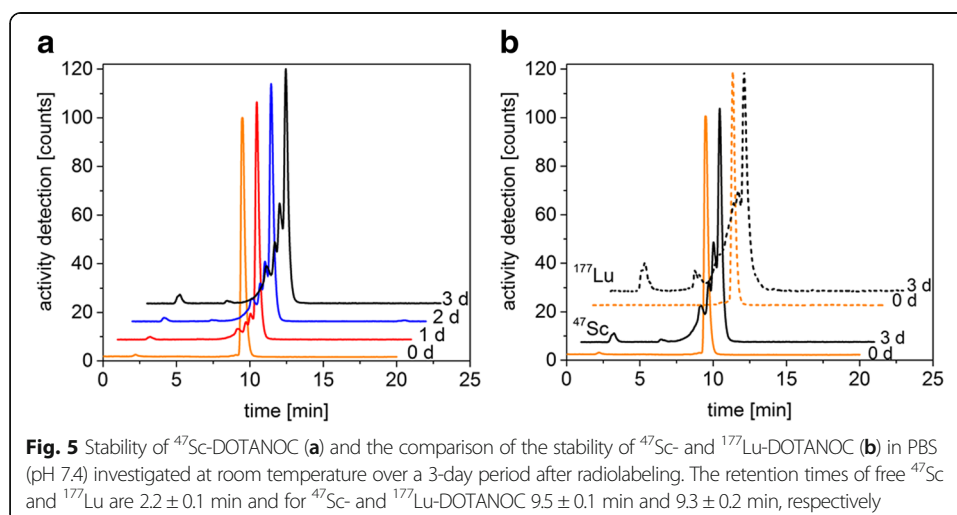 a
b
120
100
80
60
40
20
0
activity detection [counts]
3 d
2 d
1 d
0 d
0 5 10 15 20 25
time [min]
120
100
80
60
40
20
0
activity detection [counts]
¹⁷⁷Lu
3 d
0 d
⁴⁷Sc
3 d
0 d
0 5 10 15 20 25
time [min]
Fig. 5 Stability of ⁴⁷Sc-DOTANOC (a) and the comparison of the stability of ⁴⁷Sc- and ¹⁷⁷Lu-DOTANOC (b) in PBS
(pH 7.4) investigated at room temperature over a 3-day period after radiolabeling. The retention times of free ⁴⁷Sc
and ¹⁷⁷Lu are 2.2 ± 0.1 min and for ⁴⁷Sc- and ¹⁷⁷Lu-DOTANOC 9.5 ± 0.1 min and 9.3 ± 0.2 min, respectively